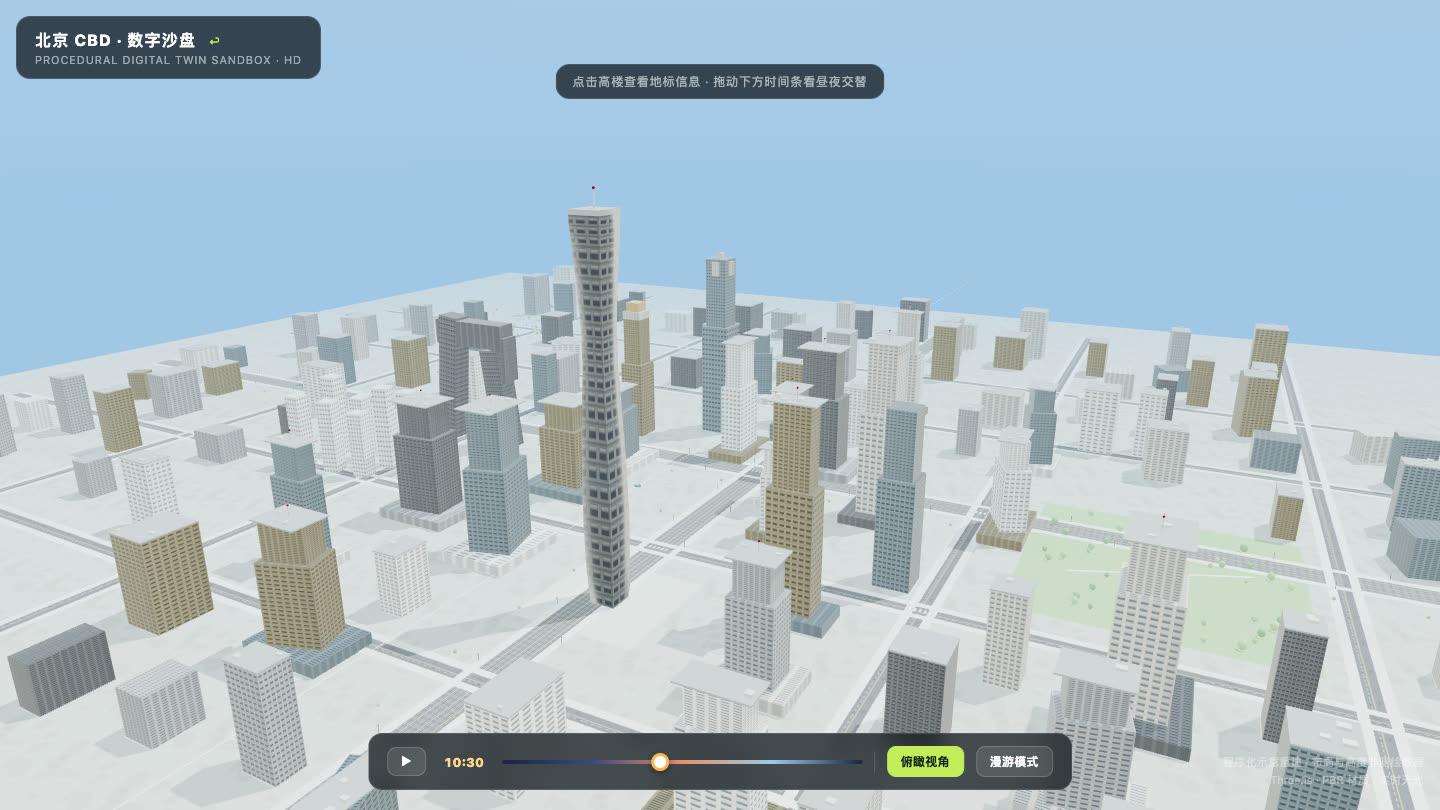 北京 CBD · 数字沙盘 ↩
PROCEDURAL DIGITAL TWIN SANDBOX · HD
点击高楼查看地标信息 · 拖动下方时间条看昼夜交替
10:30
俯瞰视角
漫游模式